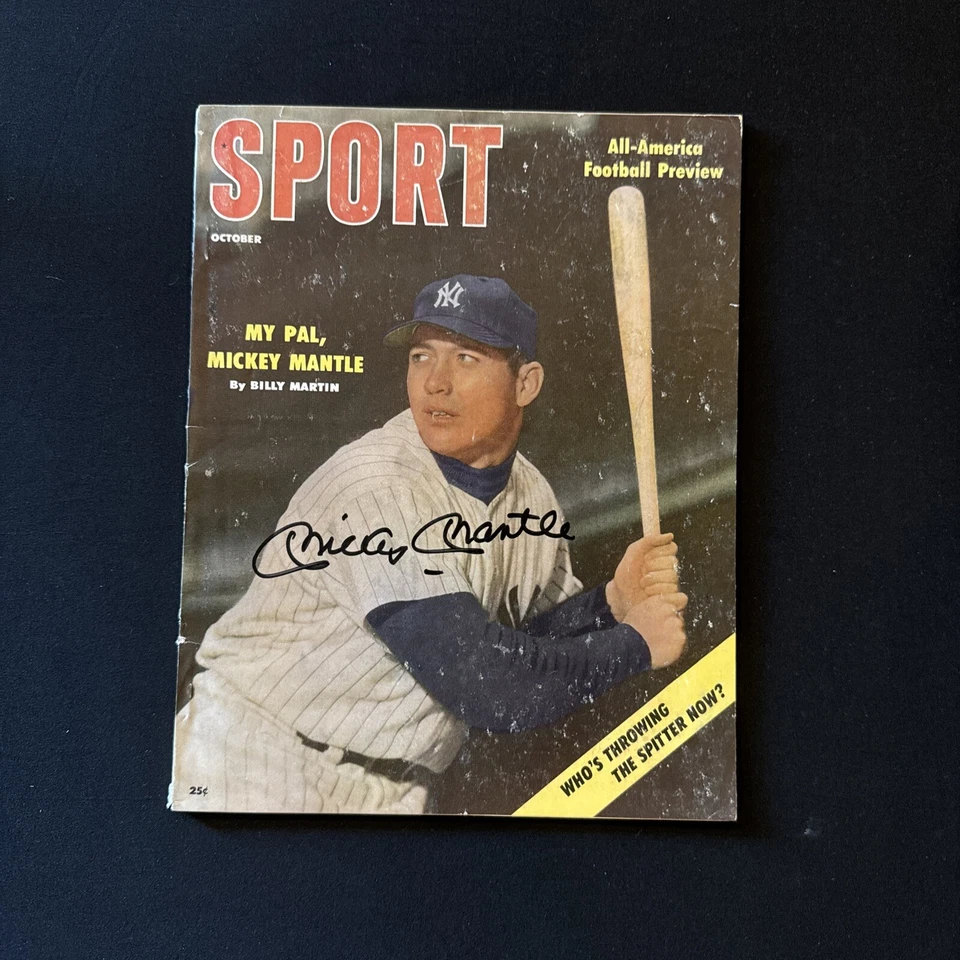 SPORT
OCTOBER
All-America
Football Preview
NY
MY PAL,
MICKEY MANTLE
By BILLY MARTIN
Mickey Mantle
WHO'S THROWING
THE SPITTER NOW?
25¢